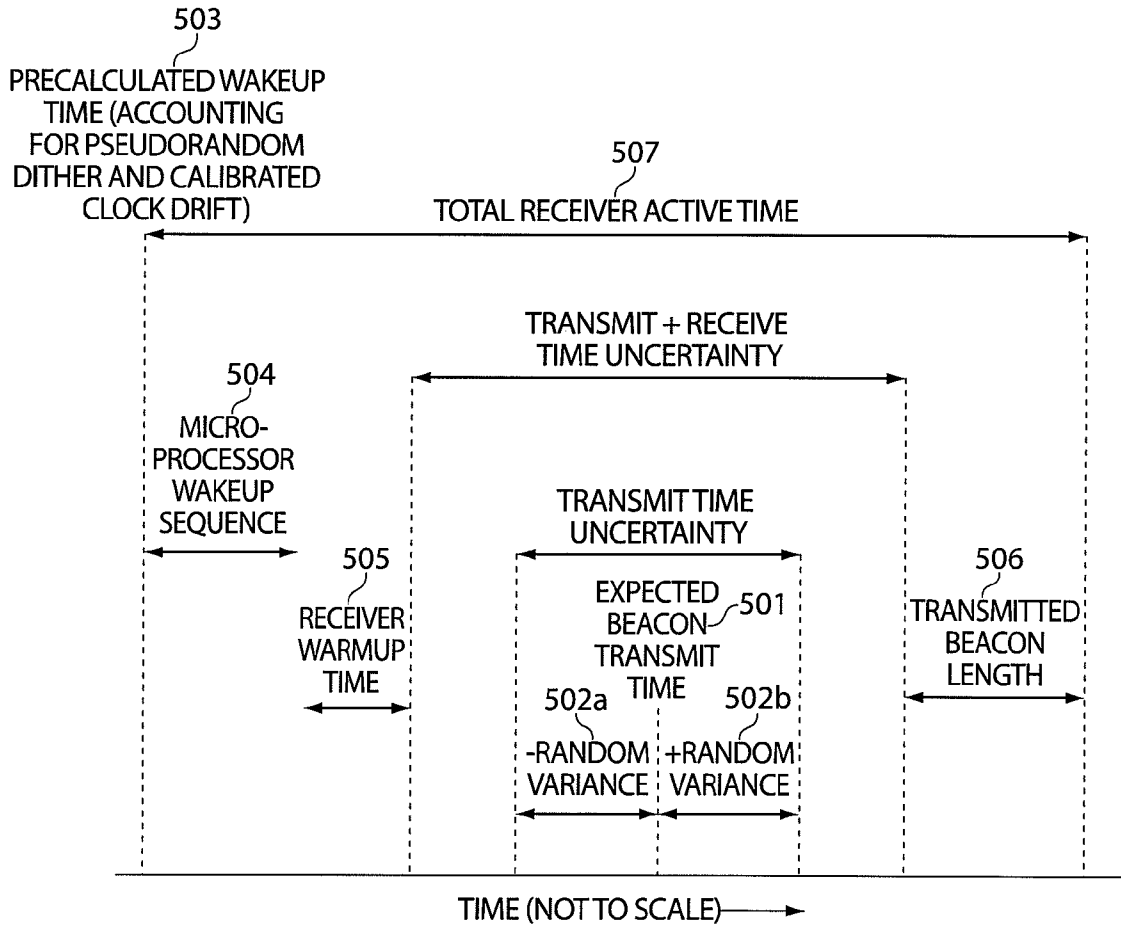 503
PRECALCULATED WAKEUP
TIME (ACCOUNTING
FOR PSEUDORANDOM
DITHER AND CALIBRATED
CLOCK DRIFT)
507
TOTAL RECEIVER ACTIVE TIME
TRANSMIT + RECEIVE
TIME UNCERTAINTY
504
MICRO-
PROCESSOR
WAKEUP
SEQUENCE
TRANSMIT TIME
UNCERTAINTY
505
RECEIVER
WARMUP
TIME
EXPECTED
BEACON
TRANSMIT
TIME
501
506
TRANSMITTED
BEACON
LENGTH
502a
-RANDOM
VARIANCE
502b
+RANDOM
VARIANCE
TIME (NOT TO SCALE)